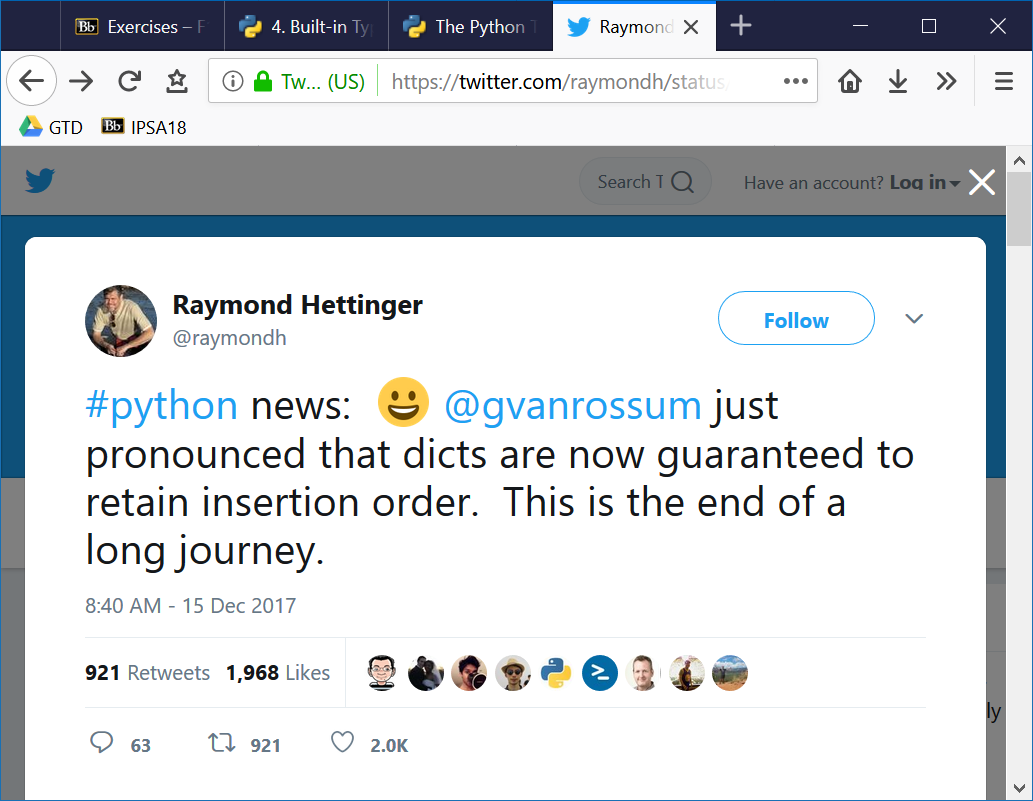 Bb Exercises – F
4. Built-in Ty
The Python T
Raymond
Tw... (US) https://twitter.com/raymondh/status
GTD Bb IPSA18
Search T Have an account? Log in
Raymond Hettinger
@raymondh
Follow
#python news: 😀 @gvanrossum just
pronounced that dicts are now guaranteed to
retain insertion order. This is the end of a
long journey.
8:40 AM - 15 Dec 2017
921 Retweets 1,968 Likes
ly
63 921 2.0K